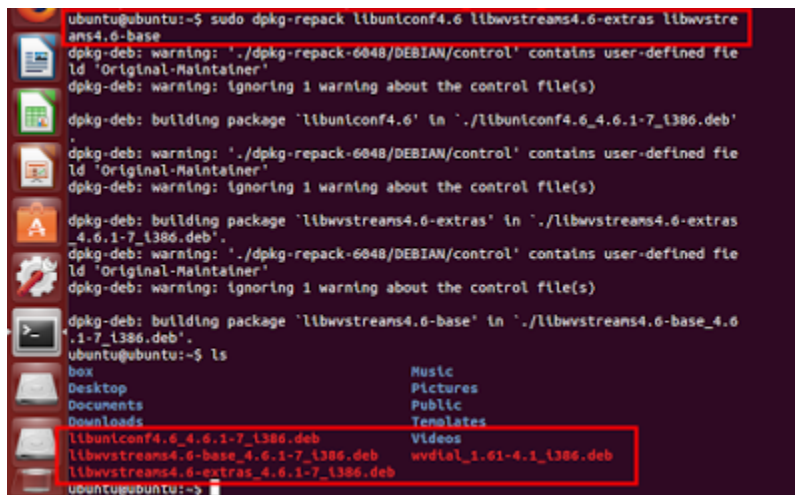 ubuntu@ubuntu:~$ sudo dpkg-repack libuniconf4.6 libwvstreams4.6-extras libwvstre
ams4.6-base
dpkg-deb: warning: './dpkg-repack-6048/DEBIAN/control' contains user-defined fie
ld 'Original-Maintainer'
dpkg-deb: warning: ignoring 1 warning about the control file(s)
dpkg-deb: building package `libuniconf4.6' in `./libuniconf4.6_4.6.1-7_i386.deb'
.
dpkg-deb: warning: './dpkg-repack-6048/DEBIAN/control' contains user-defined fie
ld 'Original-Maintainer'
dpkg-deb: warning: ignoring 1 warning about the control file(s)
dpkg-deb: building package `libwvstreams4.6-extras' in `./libwvstreams4.6-extras
_4.6.1-7_i386.deb'.
dpkg-deb: warning: './dpkg-repack-6048/DEBIAN/control' contains user-defined fie
ld 'Original-Maintainer'
dpkg-deb: warning: ignoring 1 warning about the control file(s)
dpkg-deb: building package `libwvstreams4.6-base' in `./libwvstreams4.6-base_4.6
.1-7_i386.deb'.
ubuntu@ubuntu:~$ ls
box Music
Desktop Pictures
Documents Public
Downloads Templates
libuniconf4.6_4.6.1-7_i386.deb Videos
libwvstreams4.6-base_4.6.1-7_i386.deb wvdial_1.61-4.1_i386.deb
libwvstreams4.6-extras_4.6.1-7_i386.deb
ubuntu@ubuntu:~$